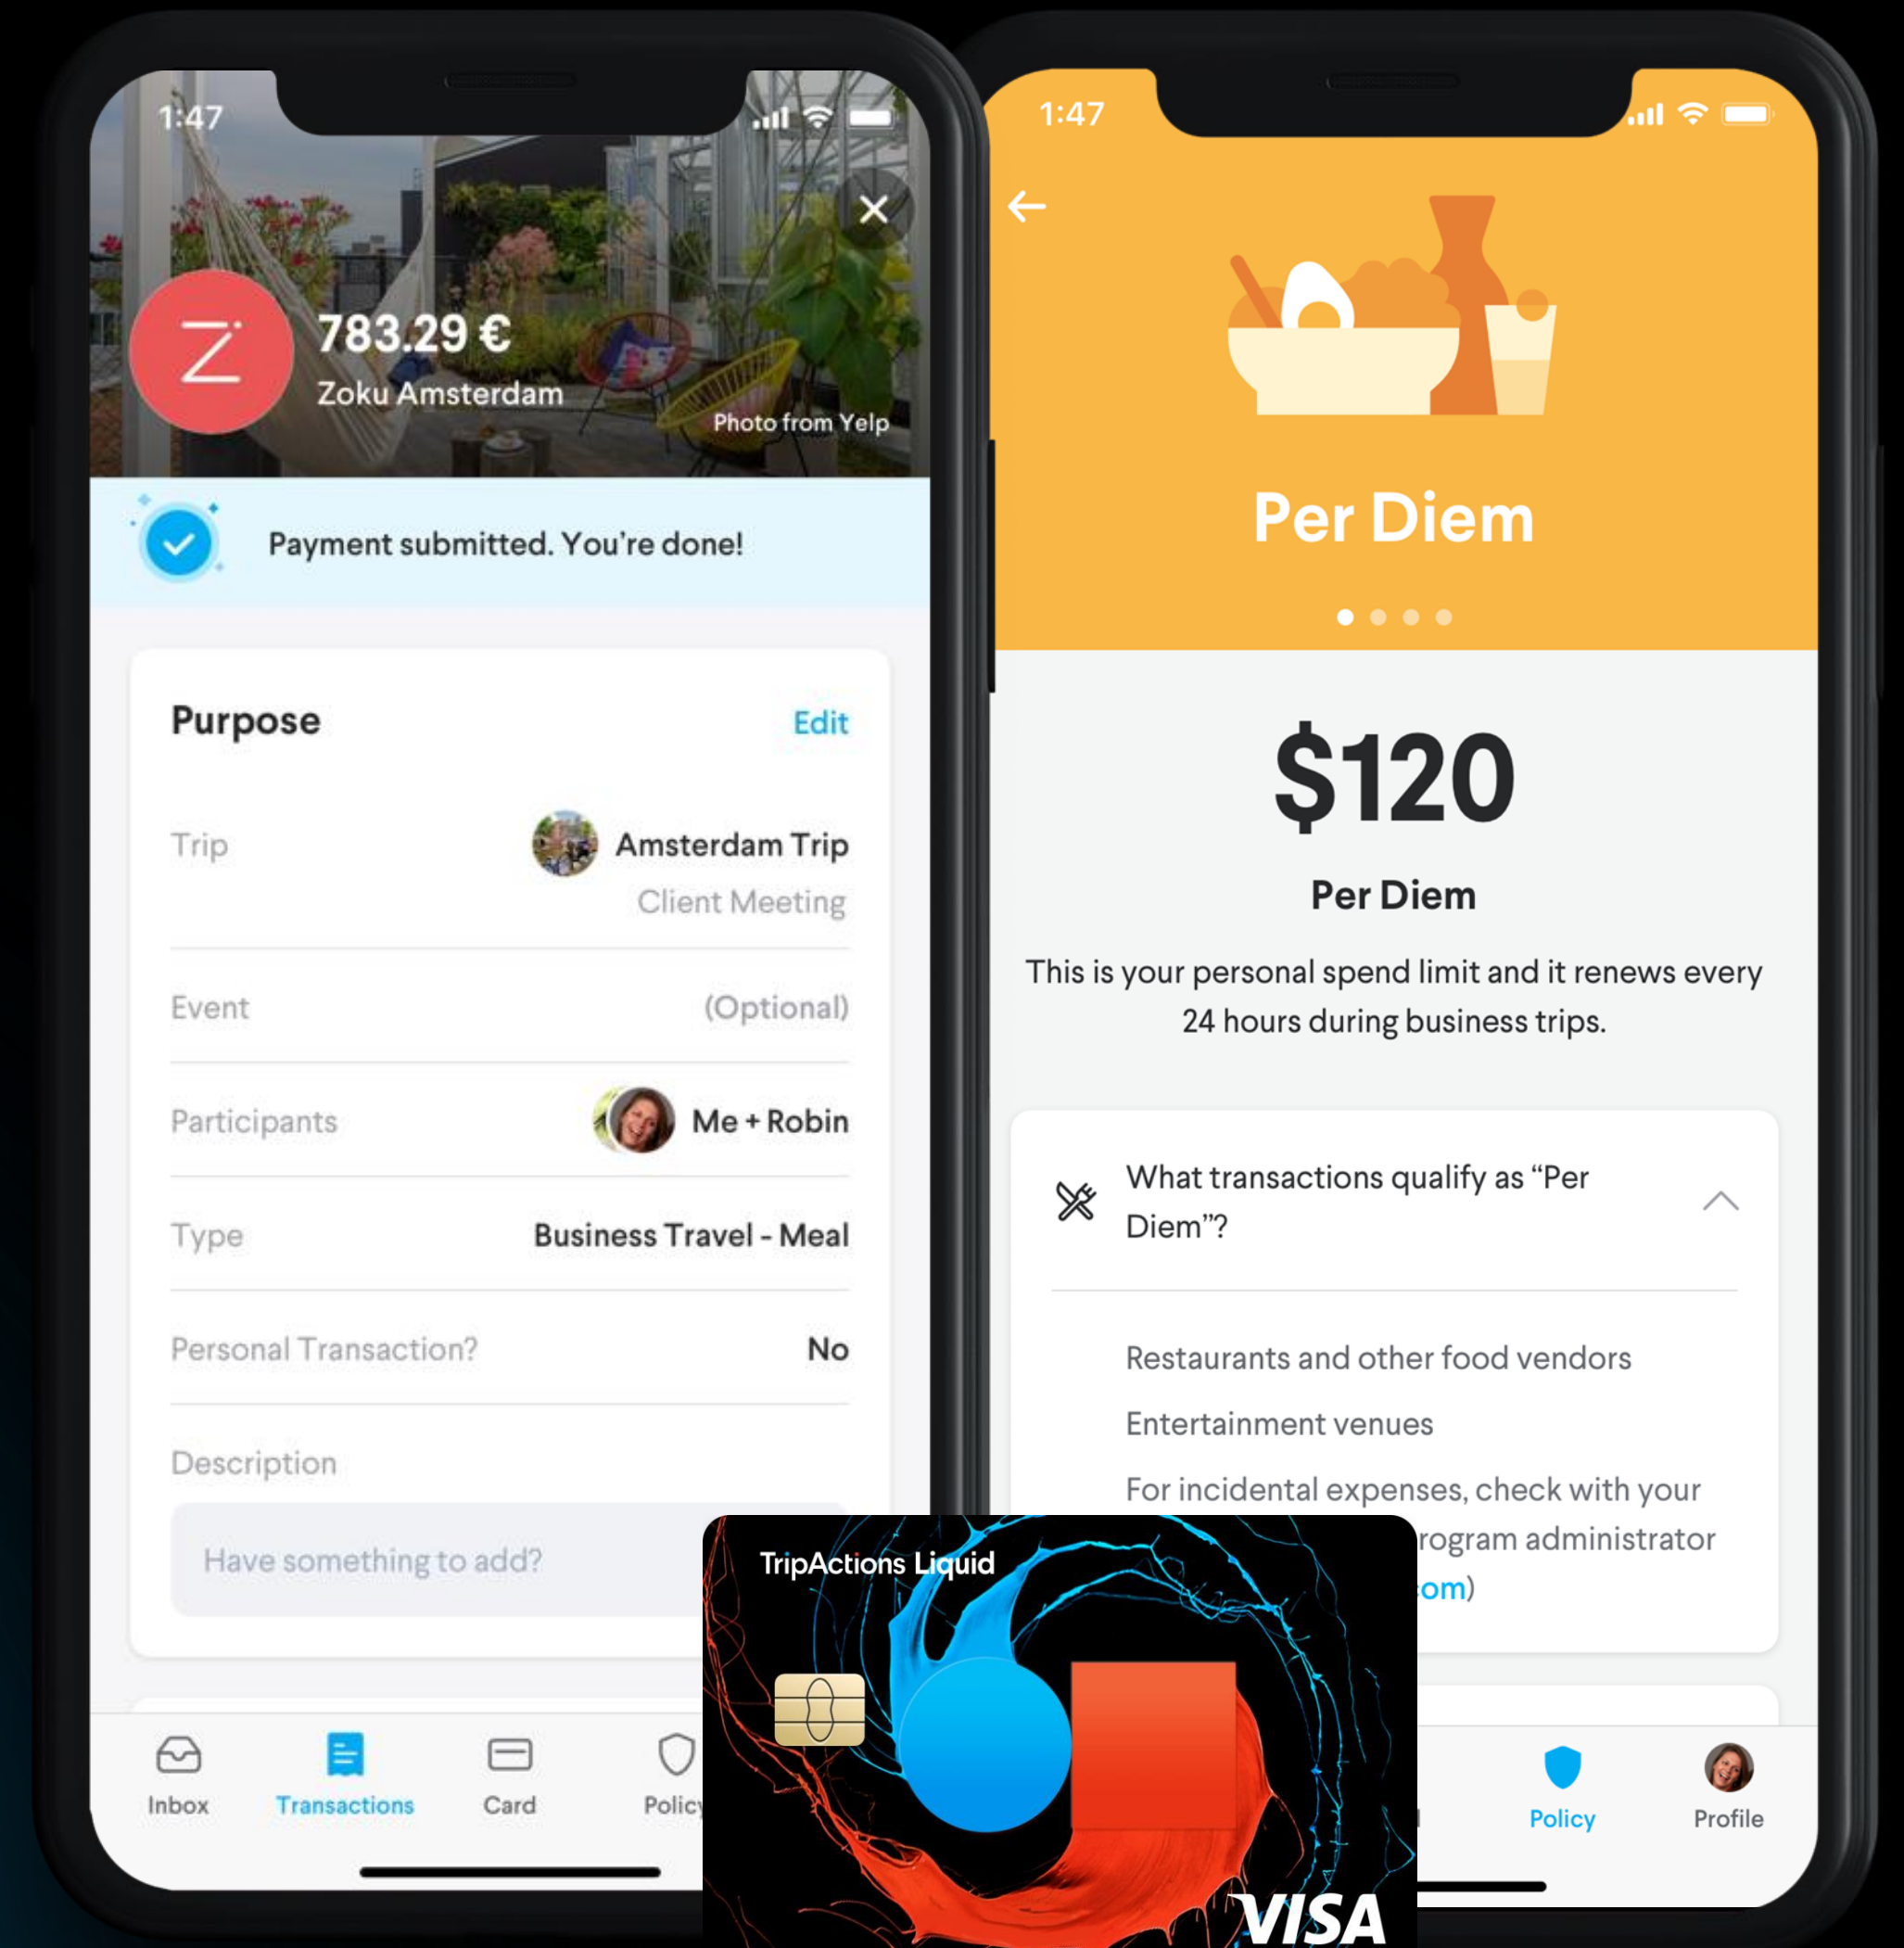 1:47
783.29 €
Zoku Amsterdam
Photo from Yelp
Payment submitted. You're done!
Purpose
Edit
Trip
Amsterdam Trip
Client Meeting
Event
(Optional)
Participants
Me + Robin
Type
Business Travel - Meal
Personal Transaction?
No
Description
Have something to add?
Inbox
Transactions
Card
1:47
Per Diem
$120
Per Diem
This is your personal spend limit and it renews every
24 hours during business trips.
What transactions qualify as “Per
Diem”?
Restaurants and other food vendors
Entertainment venues
For incidental expenses, check with your
administrator
Policy
Profile
TripActions Liquid
VISA